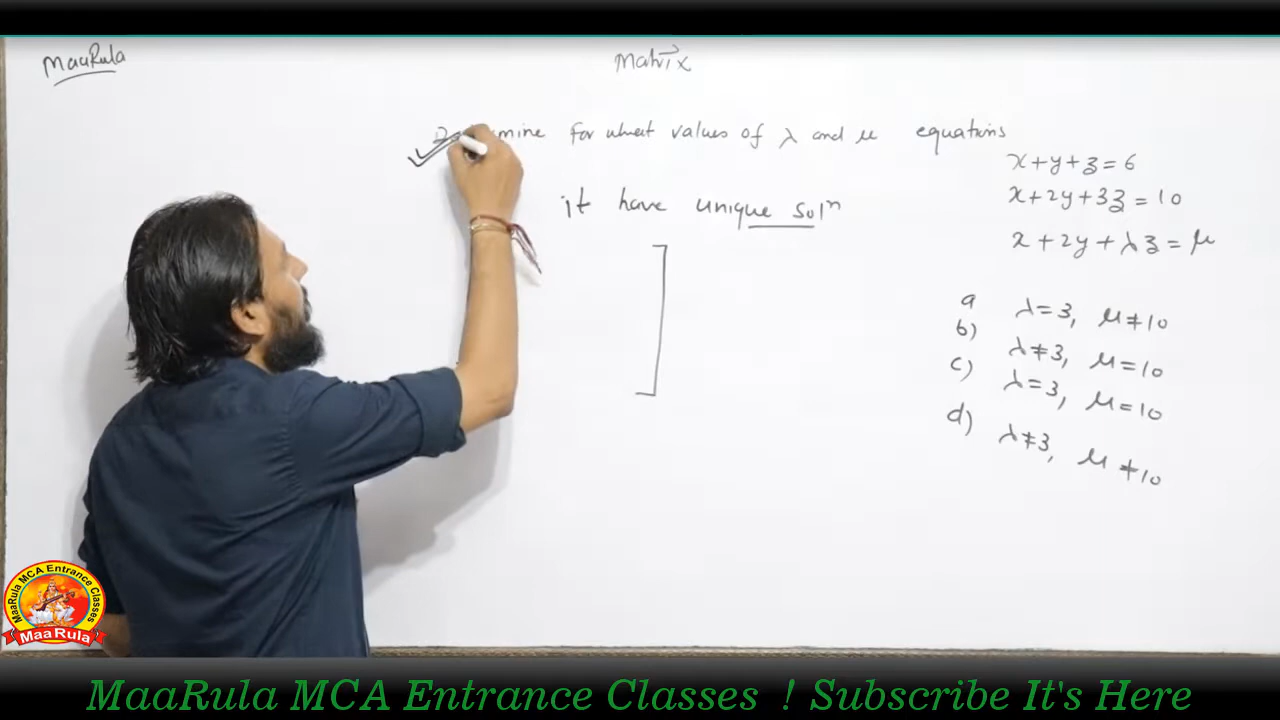 MaaRula
Matrix
mine for what values of λ and μ equations
x+y+z=6
x+2y+3z=10
x+2y+λz=μ
it have unique solⁿ
a λ=3, μ≠10
b) λ≠3, μ=10
c) λ=3, μ=10
d) λ≠3, μ≠10
MaaRula MCA Entrance Classes
MaaRula
MaaRula MCA Entrance Classes ! Subscribe It's Here